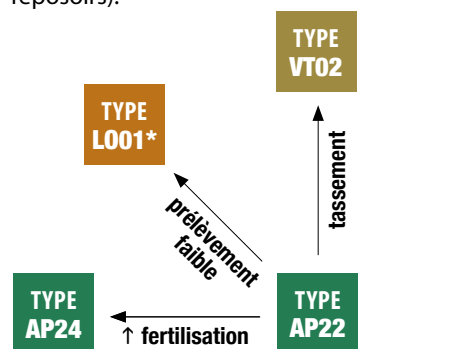 reposoirs).
TYPE
VT02
TYPE
L001*
tassement
prélèvement
faible
TYPE
AP24
↑ fertilisation
TYPE
AP22